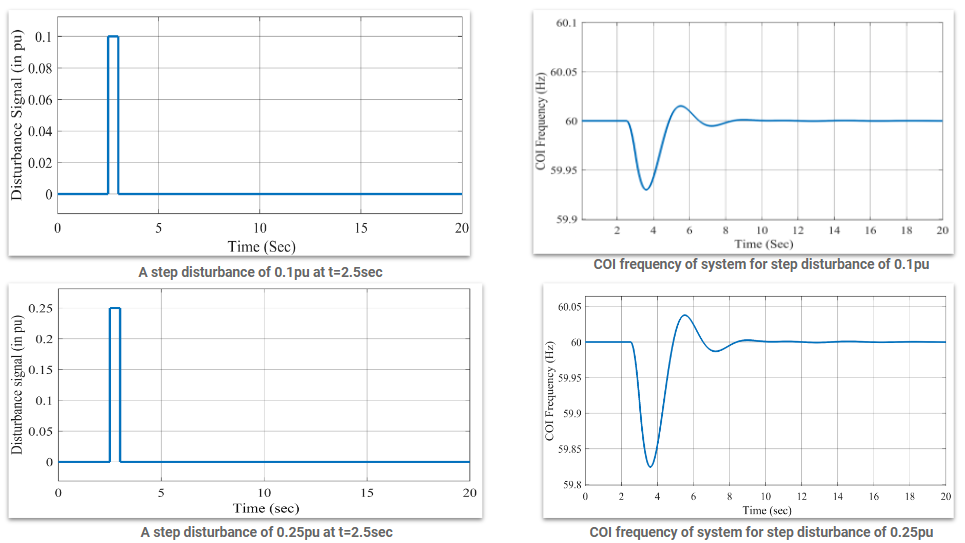 Disturbance Signal (in pu)
0.1
0.08
0.06
0.04
0.02
0
0 5 10 15 20
Time (Sec)
A step disturbance of 0.1pu at t=2.5sec
COI Frequency (Hz)
60.1
60.05
60
59.95
59.9
2 4 6 8 10 12 14 16 18 20
Time (Sec)
COI frequency of system for step disturbance of 0.1pu
Disturbance signal (in pu)
0.25
0.2
0.15
0.1
0.05
0
0 5 10 15 20
Time (sec)
A step disturbance of 0.25pu at t=2.5sec
COI Frequency (Hz)
60.05
60
59.95
59.9
59.85
59.8
0 2 4 6 8 10 12 14 16 18 20
Time (Sec)
COI frequency of system for step disturbance of 0.25pu